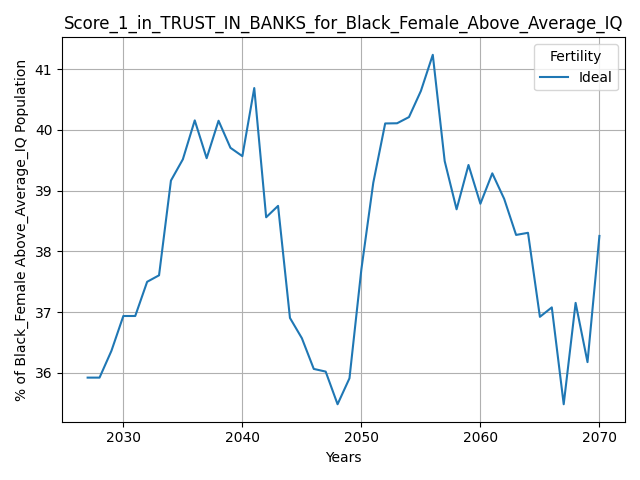 Score_1_in_TRUST_IN_BANKS_for_Black_Female_Above_Average_IQ
Fertility
Ideal
% of Black_Female Above_Average_IQ Population
41
40
39
38
37
36
2030
2040
2050
2060
2070
Years